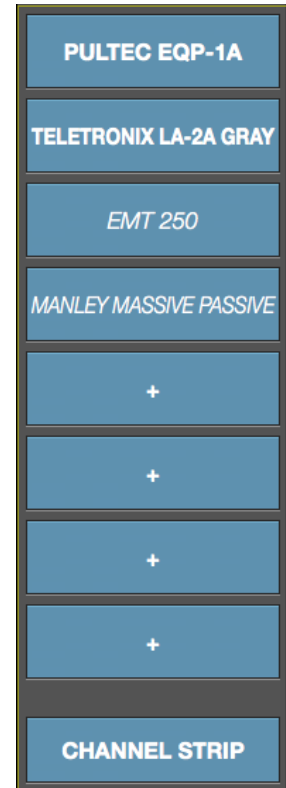 PULTEC EQP-1A
TELETRONIX LA-2A GRAY
EMT 250
MANLEY MASSIVE PASSIVE
+
+
+
+
CHANNEL STRIP